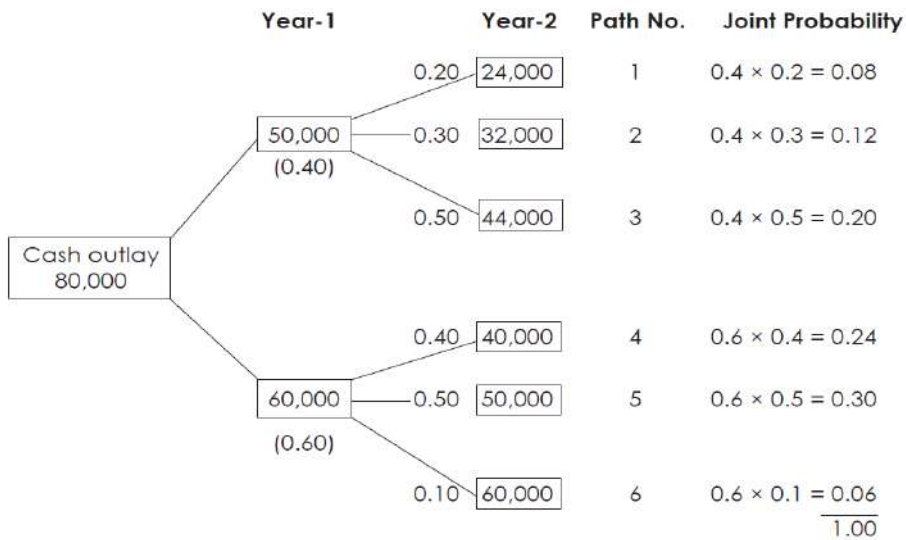 Year-1 Year-2 Path No. Joint Probability
0.20 24,000 1 0.4 × 0.2 = 0.08
50,000 0.30 32,000 2 0.4 × 0.3 = 0.12
(0.40)
0.50 44,000 3 0.4 × 0.5 = 0.20
Cash outlay
80,000
0.40 40,000 4 0.6 × 0.4 = 0.24
60,000 0.50 50,000 5 0.6 × 0.5 = 0.30
(0.60)
0.10 60,000 6 0.6 × 0.1 = 0.06
1.00